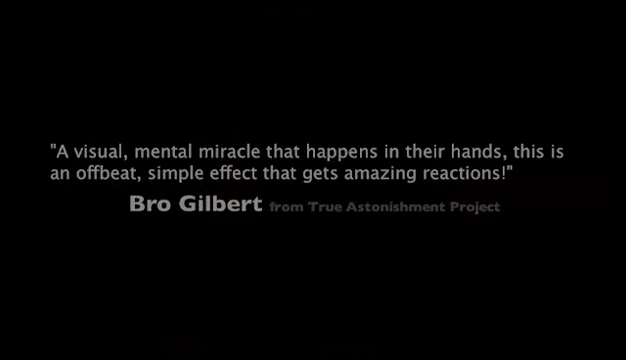 "A visual, mental miracle that happens in their hands, this is
an offbeat, simple effect that gets amazing reactions!"
Bro Gilbert from True Astonishment Project